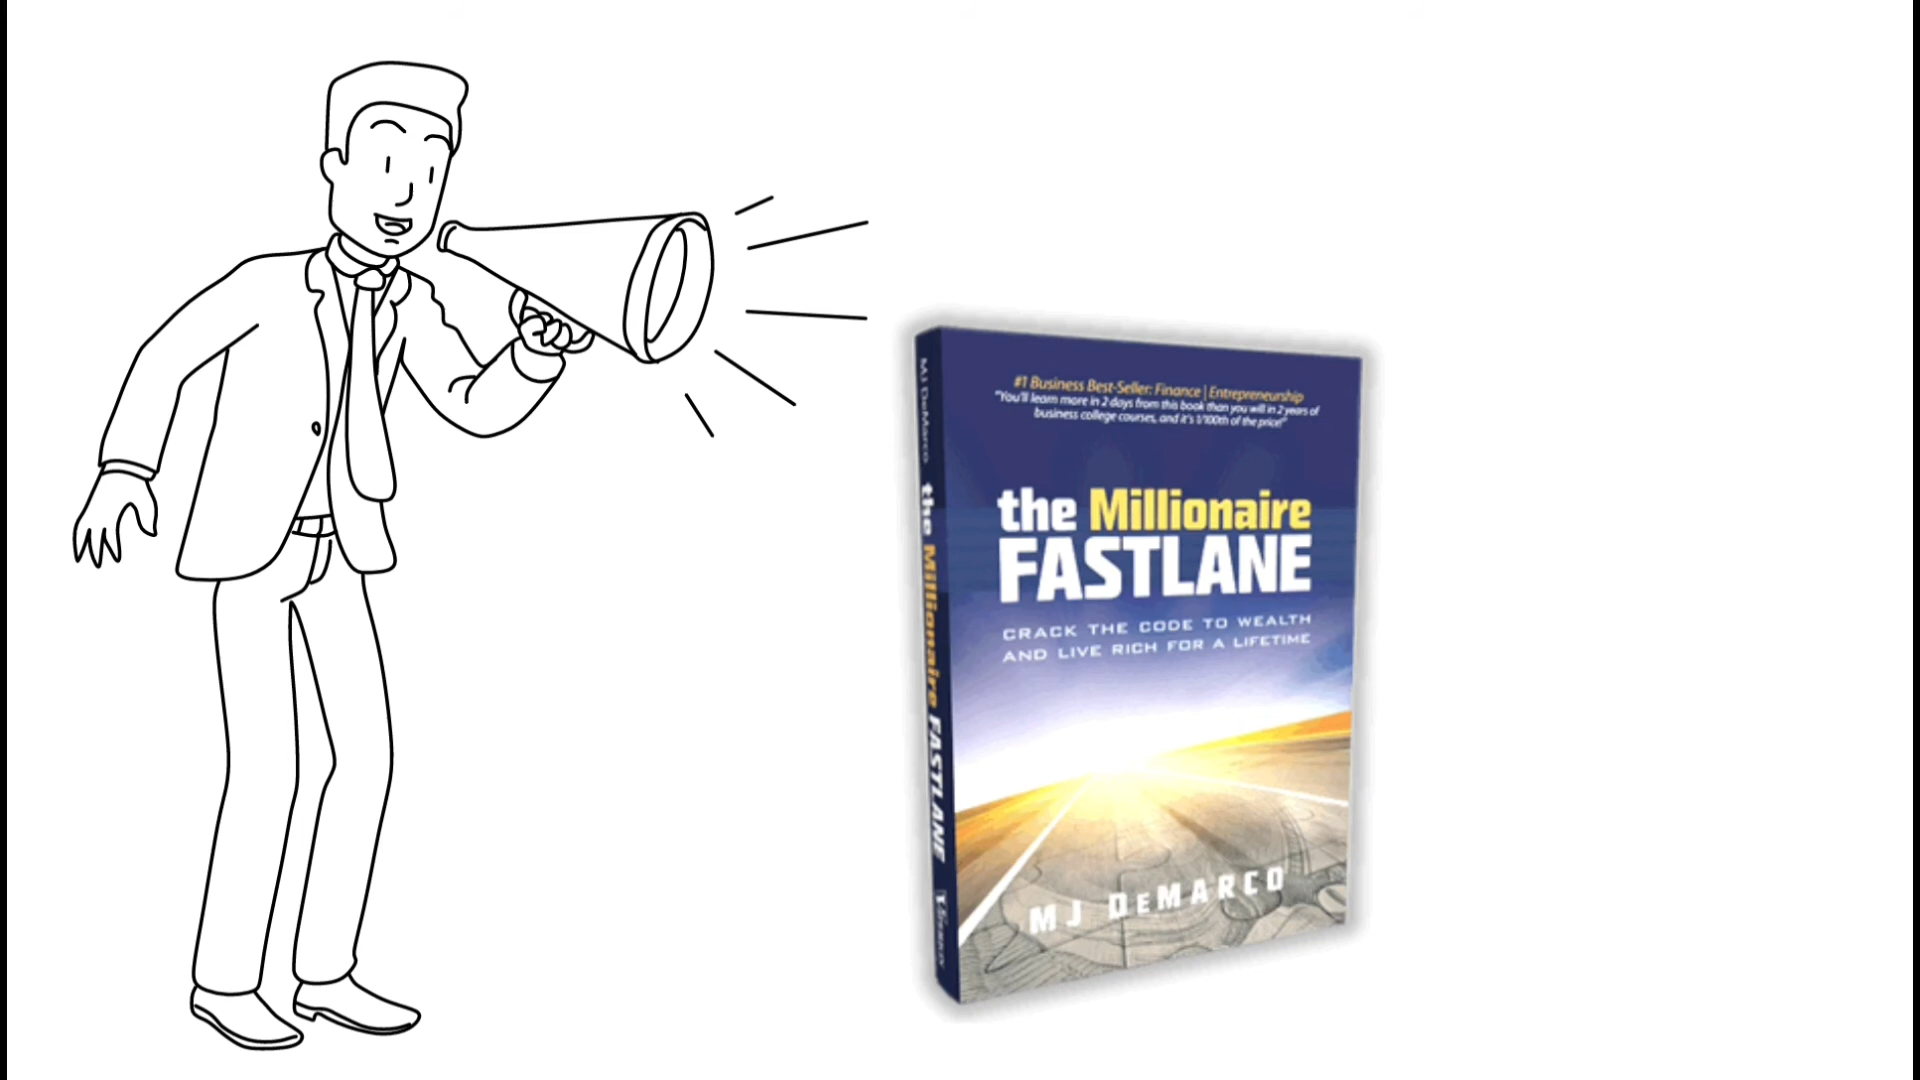 #1 Business Best-Seller: Finance | Entrepreneurship
"You'll learn more in 2 days from this book than you will in 2 years of
business college courses, and it's 1/100th of the price!"
the Millionaire
FASTLANE
CRACK THE CODE TO WEALTH
AND LIVE RICH FOR A LIFETIME
MJ DEMARCO
MJ DeMarco
the Millionaire FASTLANE